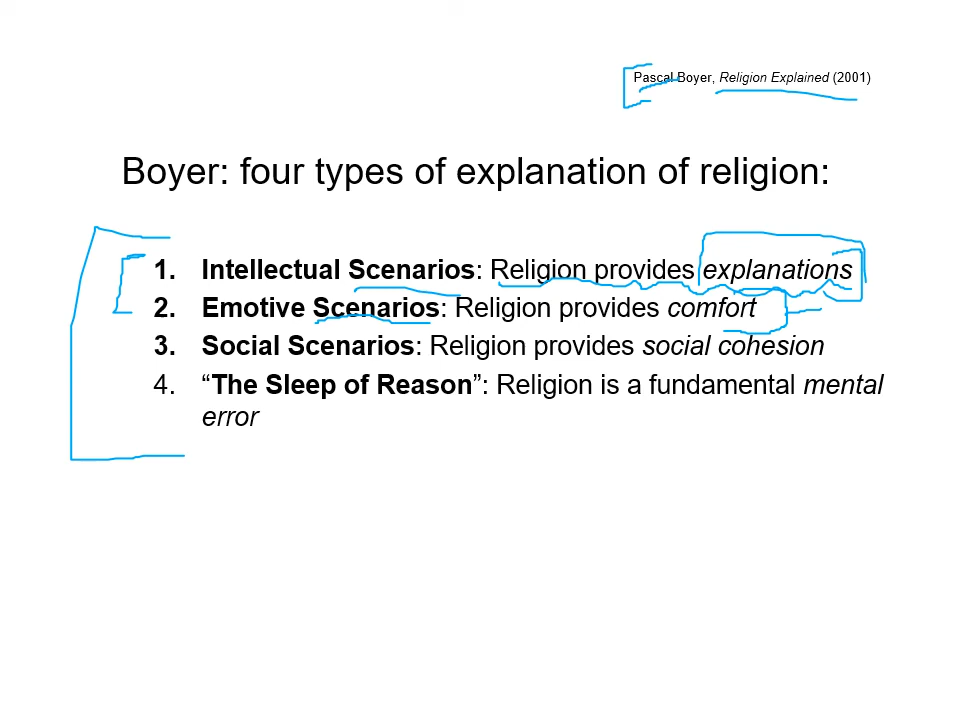 Pascal Boyer, Religion Explained (2001)
Boyer: four types of explanation of religion:
1. Intellectual Scenarios: Religion provides explanations
2. Emotive Scenarios: Religion provides comfort
3. Social Scenarios: Religion provides social cohesion
4. “The Sleep of Reason”: Religion is a fundamental mental
error